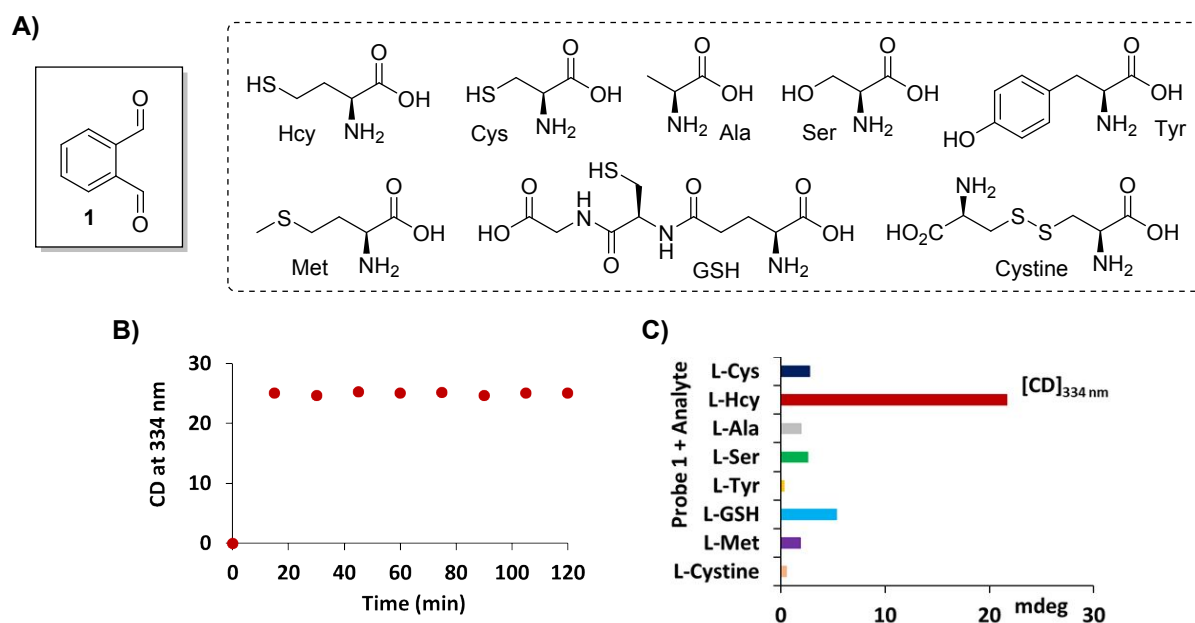 A)
O
O
1
HS
O
OH
NH2
Hcy
HS
O
OH
NH2
Cys
O
OH
NH2
Ala
HO
O
OH
NH2
Ser
HO
O
OH
NH2
Tyr
S
O
OH
NH2
Met
O
HO
H
N
O
HS
N
H
O
O
OH
NH2
GSH
NH2
HO2C
S
S
O
OH
NH2
Cystine
B)
CD at 334 nm
30
20
10
0
0 20 40 60 80 100 120
Time (min)
C)
Probe 1 + Analyte
L-Cys
L-Hcy
L-Ala
L-Ser
L-Tyr
L-GSH
L-Met
L-Cystine
[CD]334 nm
0 10 20 30
mdeg